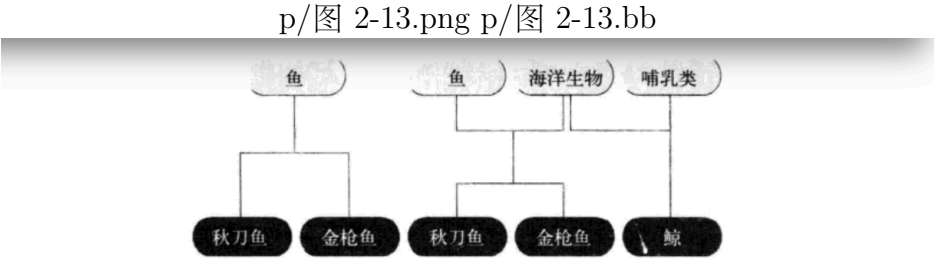 p/图 2-13.png p/图 2-13.bb
鱼 鱼 海洋生物 哺乳类
秋刀鱼 金枪鱼 秋刀鱼 金枪鱼 鲸